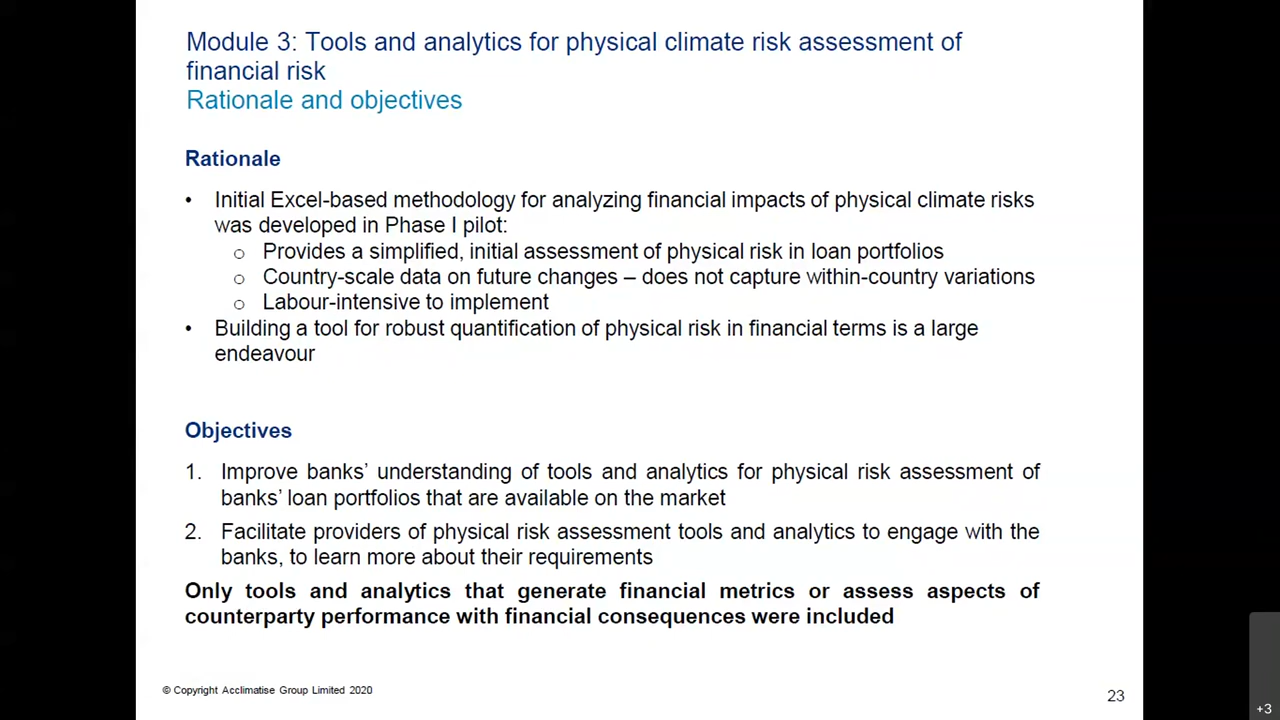 Module 3: Tools and analytics for physical climate risk assessment of
financial risk
Rationale and objectives
Rationale
• Initial Excel-based methodology for analyzing financial impacts of physical climate risks
was developed in Phase I pilot:
o Provides a simplified, initial assessment of physical risk in loan portfolios
o Country-scale data on future changes – does not capture within-country variations
o Labour-intensive to implement
• Building a tool for robust quantification of physical risk in financial terms is a large
endeavour
Objectives
1. Improve banks’ understanding of tools and analytics for physical risk assessment of
banks’ loan portfolios that are available on the market
2. Facilitate providers of physical risk assessment tools and analytics to engage with the
banks, to learn more about their requirements
Only tools and analytics that generate financial metrics or assess aspects of
counterparty performance with financial consequences were included
© Copyright Acclimatise Group Limited 2020
23
+3